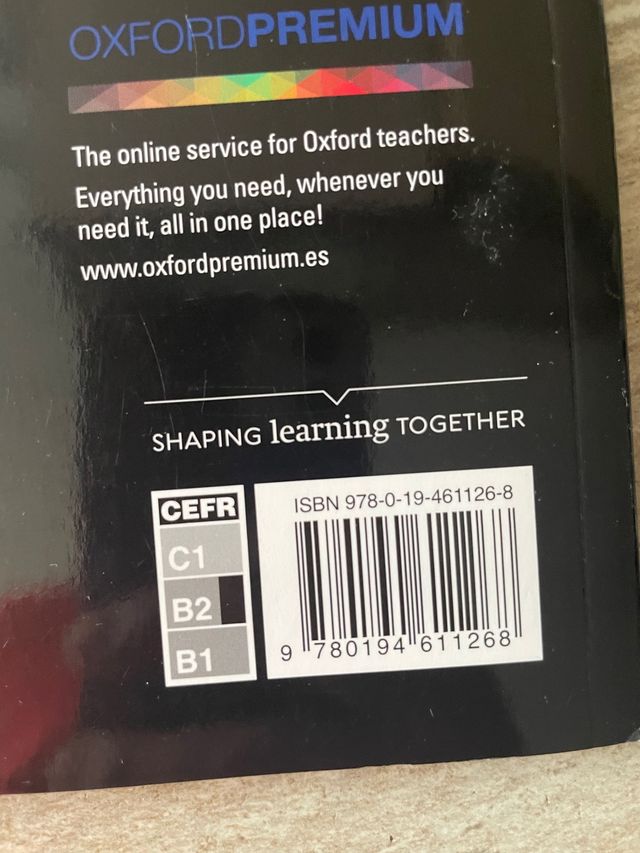 OXFORDPREMIUM
The online service for Oxford teachers.
Everything you need, whenever you
need it, all in one place!
www.oxfordpremium.es
SHAPING learning TOGETHER
CEFR
C1
B2
B1
ISBN 978-0-19-461126-8
9 780194 611268